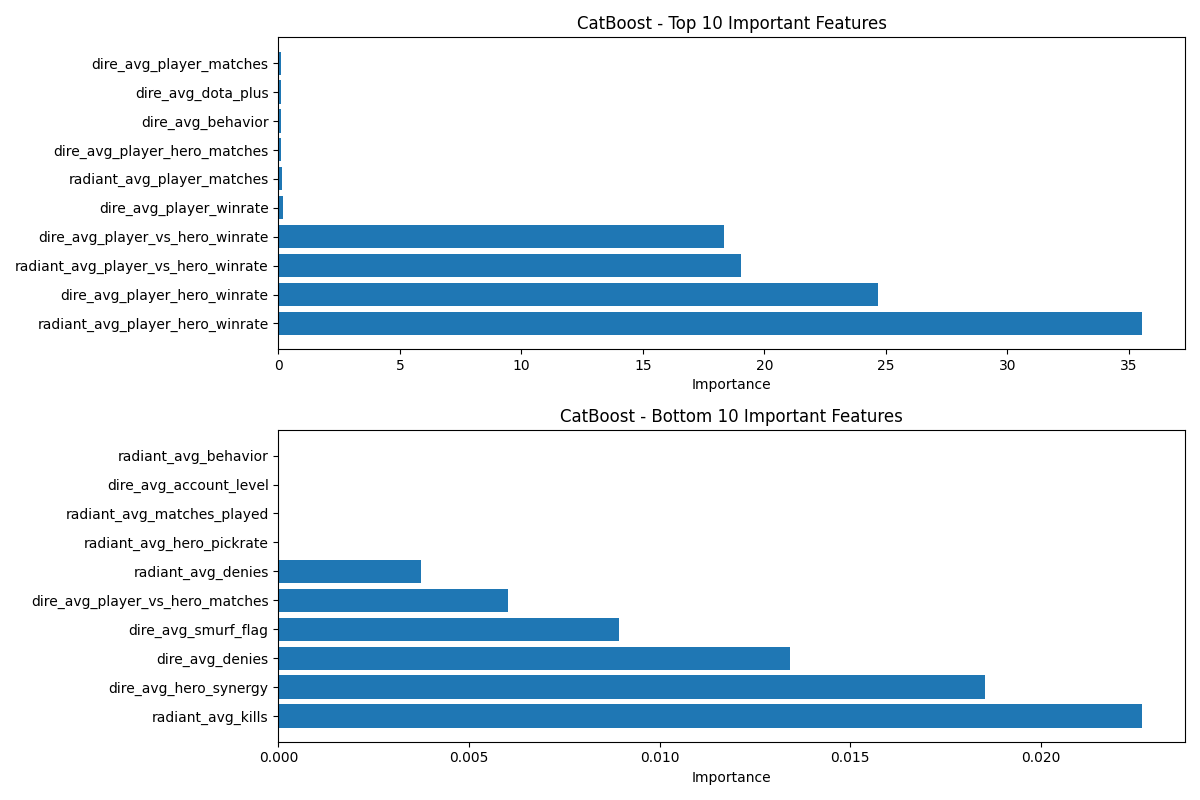 CatBoost - Top 10 Important Features
dire_avg_player_matches
dire_avg_dota_plus
dire_avg_behavior
dire_avg_player_hero_matches
radiant_avg_player_matches
dire_avg_player_winrate
dire_avg_player_vs_hero_winrate
radiant_avg_player_vs_hero_winrate
dire_avg_player_hero_winrate
radiant_avg_player_hero_winrate
0 5 10 15 20 25 30 35
Importance
CatBoost - Bottom 10 Important Features
radiant_avg_behavior
dire_avg_account_level
radiant_avg_matches_played
radiant_avg_hero_pickrate
radiant_avg_denies
dire_avg_player_vs_hero_matches
dire_avg_smurf_flag
dire_avg_denies
dire_avg_hero_synergy
radiant_avg_kills
0.000 0.005 0.010 0.015 0.020
Importance